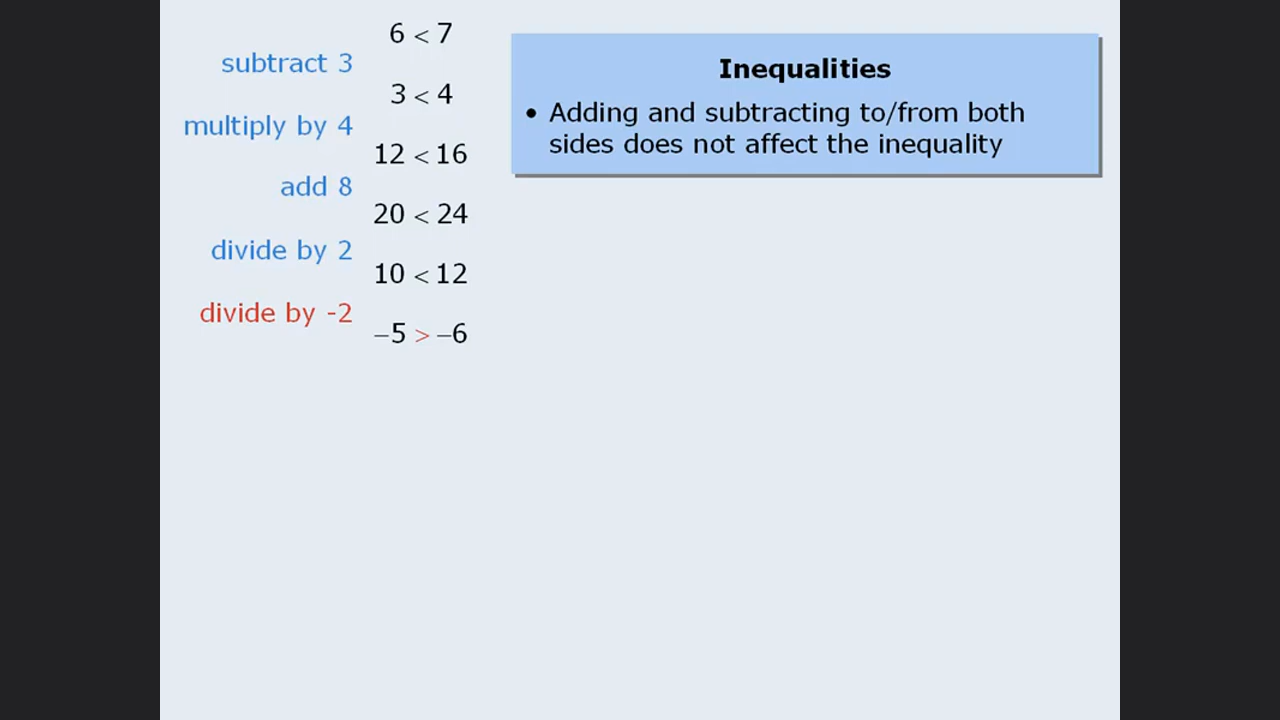 6 < 7
subtract 3
3 < 4
multiply by 4
12 < 16
add 8
20 < 24
divide by 2
10 < 12
divide by -2
−5 > −6
Inequalities
• Adding and subtracting to/from both
sides does not affect the inequality